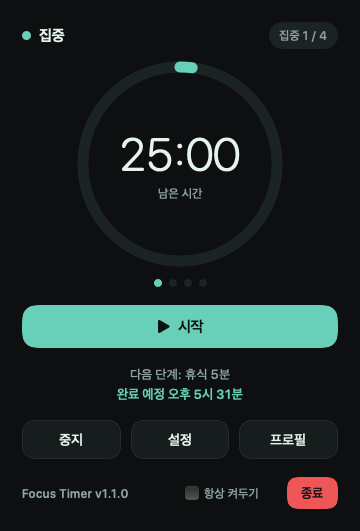 집중
집중 1 / 4
25:00
남은 시간
시작
다음 단계: 휴식 5분
완료 예정 오후 5시 31분
중지
설정
프로필
Focus Timer v1.1.0
항상 켜두기
종료